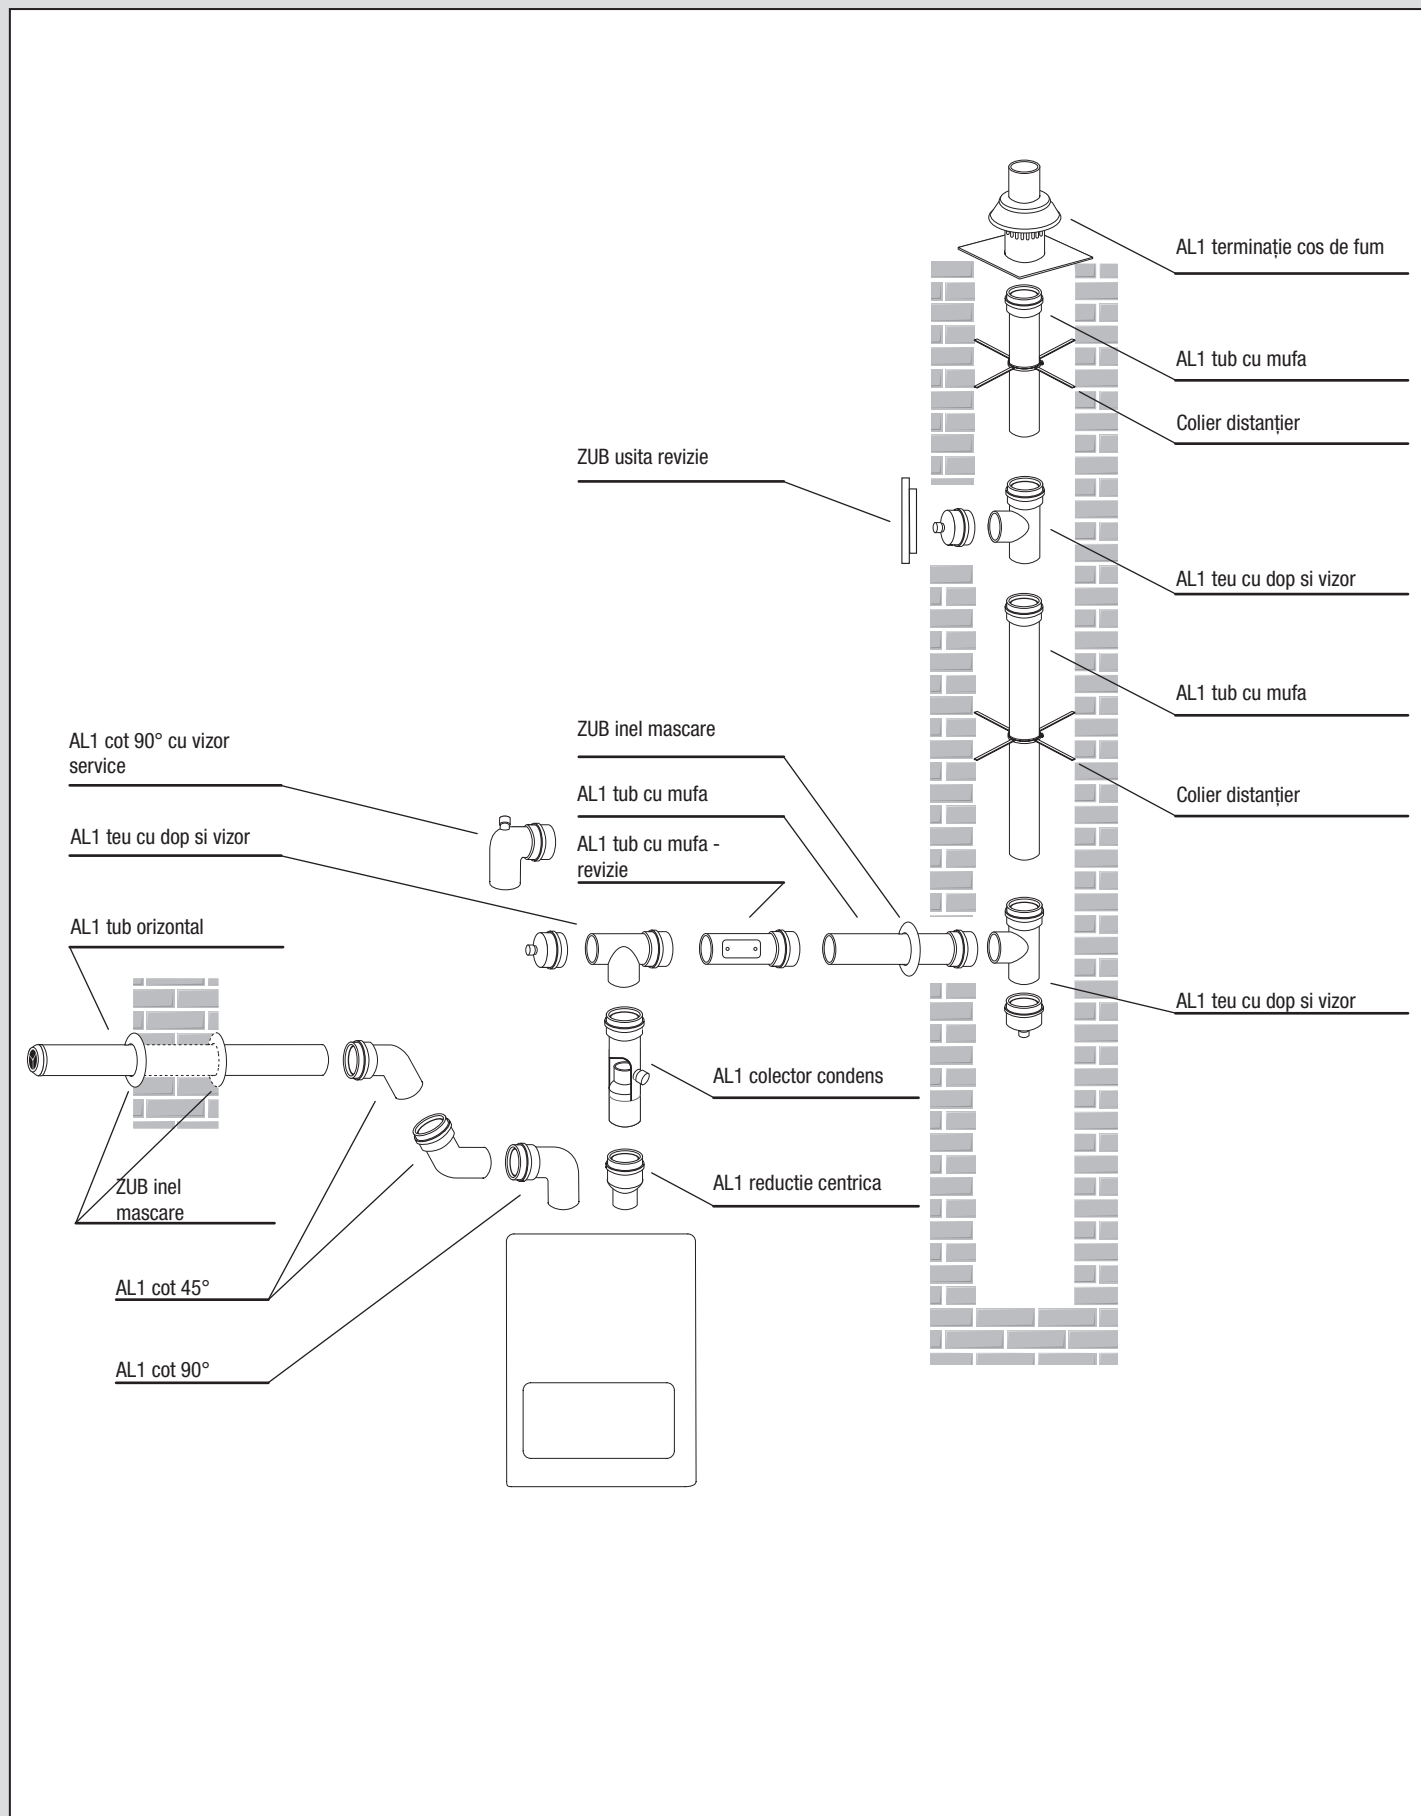 AL1 terminație cos de fum
AL1 tub cu mufa
Colier distanțier
ZUB usita revizie
AL1 teu cu dop si vizor
AL1 tub cu mufa
ZUB inel mascare
AL1 cot 90° cu vizor
service
AL1 tub cu mufa
Colier distanțier
AL1 teu cu dop si vizor
AL1 tub cu mufa -
revizie
AL1 tub orizontal
AL1 teu cu dop si vizor
AL1 colector condens
AL1 reductie centrica
ZUB inel
mascare
AL1 cot 45°
AL1 cot 90°